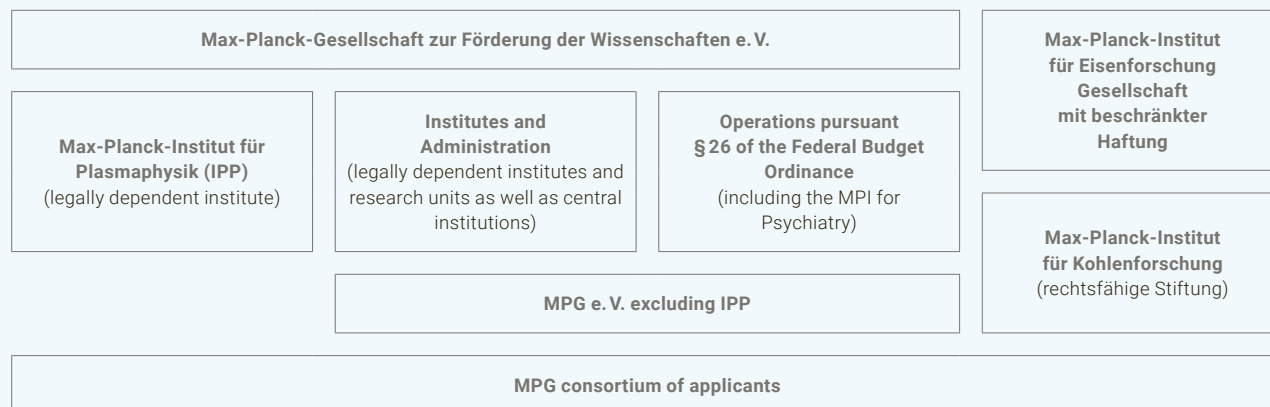 Max-Planck-Gesellschaft zur Förderung der Wissenschaften e. V.
Max-Planck-Institut für
Plasmaphysik (IPP)
(legally dependent institute)
Institutes and
Administration
(legally dependent institutes and
research units as well as central
institutions)
Operations pursuant
§ 26 of the Federal Budget
Ordinance
(including the MPI for
Psychiatry)
MPG e. V. excluding IPP
Max-Planck-Institut
für Eisenforschung
Gesellschaft
mit beschränkter
Haftung
Max-Planck-Institut
für Kohlenforschung
(rechtsfähige Stiftung)
MPG consortium of applicants